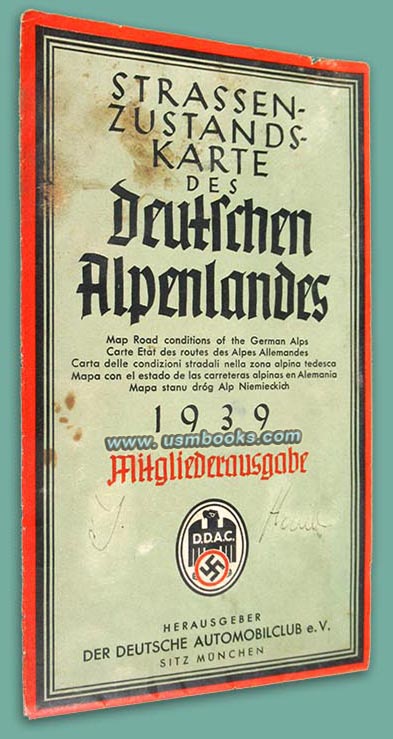 STRASSEN-
ZUSTANDS-
KARTE
DES
Deutschen
Alpenlandes
Map Road conditions of the German Alps
Carte Etât des routes des Alpes Allemandes
Carta delle condizioni stradali nella zona alpina tedesca
Mapa con el estado de las carreteras alpinas en Alemania
Mapa stanu dróg Alp Niemieckich
1939
www.usmbooks.com
Mitgliederausgabe
D.D.A.C.
HERAUSGEBER
DER DEUTSCHE AUTOMOBILCLUB e.V.
SITZ MÜNCHEN